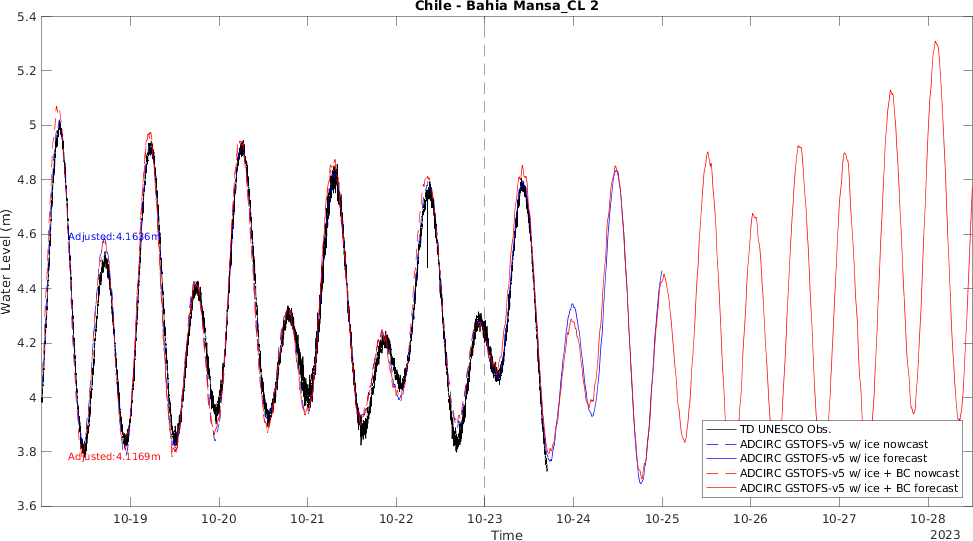 Chile - Bahia Mansa_CL 2
5.4
5.2
5
4.8
4.6
4.4
4.2
4
3.8
3.6
Water Level (m)
Adjusted:4.1636m
Adjusted:4.1169m
TD UNESCO Obs.
ADCIRC GSTOFS-v5 w/ ice nowcast
ADCIRC GSTOFS-v5 w/ ice forecast
ADCIRC GSTOFS-v5 w/ ice + BC nowcast
ADCIRC GSTOFS-v5 w/ ice + BC forecast
10-19 10-20 10-21 10-22 10-23 10-24 10-25 10-26 10-27 10-28
Time
2023